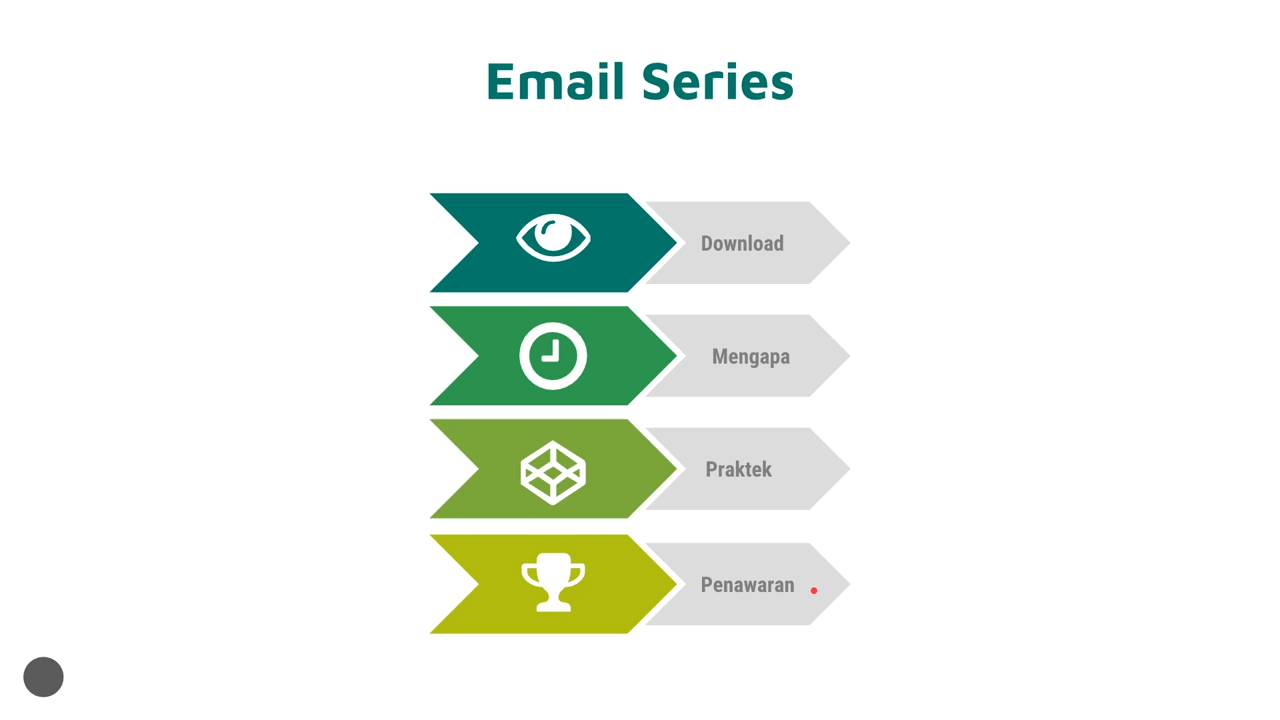 Email Series
Download
Mengapa
Praktek
Penawaran